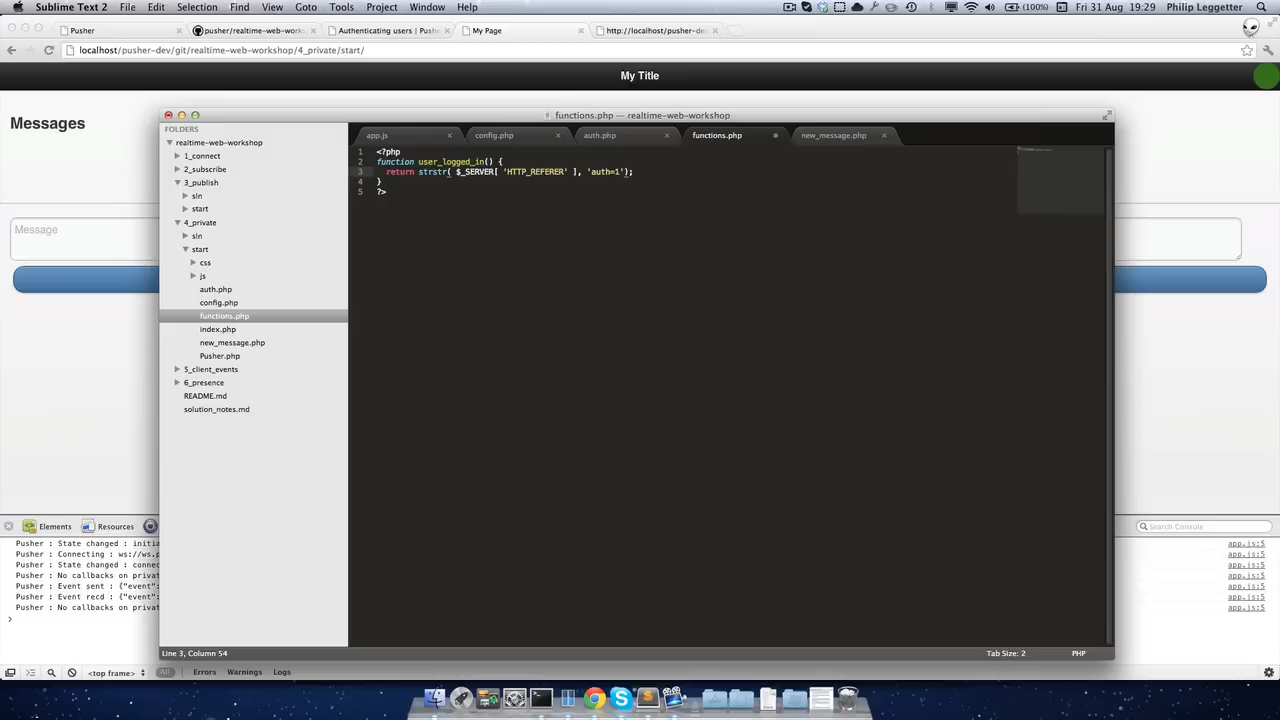 Sublime Text 2 File Edit Selection Find View Goto Tools Project Window Help (100%) Fri 31 Aug 19:29 Philip Leggetter
Pusher pusher/realtime-web-works Authenticating users | Pushe My Page http://localhost/pusher-de
localhost/pusher-dev/git/realtime-web-workshop/4_private/start/
My Title
Messages
Message
functions.php — realtime-web-workshop
FOLDERS
realtime-web-workshop
1_connect
2_subscribe
3_publish
sln
start
4_private
sln
start
css
js
auth.php
config.php
functions.php
index.php
new_message.php
Pusher.php
5_client_events
6_presence
README.md
solution_notes.md
app.js config.php auth.php functions.php new_message.php
1 <?php
2 function user_logged_in() {
3 return strstr( $_SERVER[ 'HTTP_REFERER' ], 'auth=1');
4 }
5 ?>
Line 3, Column 54 Tab Size: 2 PHP
Elements Resources Search Console
Pusher : State changed : initia app.js:5
Pusher : Connecting : ws://ws.p app.js:5
Pusher : State changed : connec app.js:5
Pusher : No callbacks on privat app.js:5
Pusher : Event sent : {"event": app.js:5
Pusher : Event recd : {"event": app.js:5
Pusher : No callbacks on privat app.js:5
>
<top frame> All Errors Warnings Logs